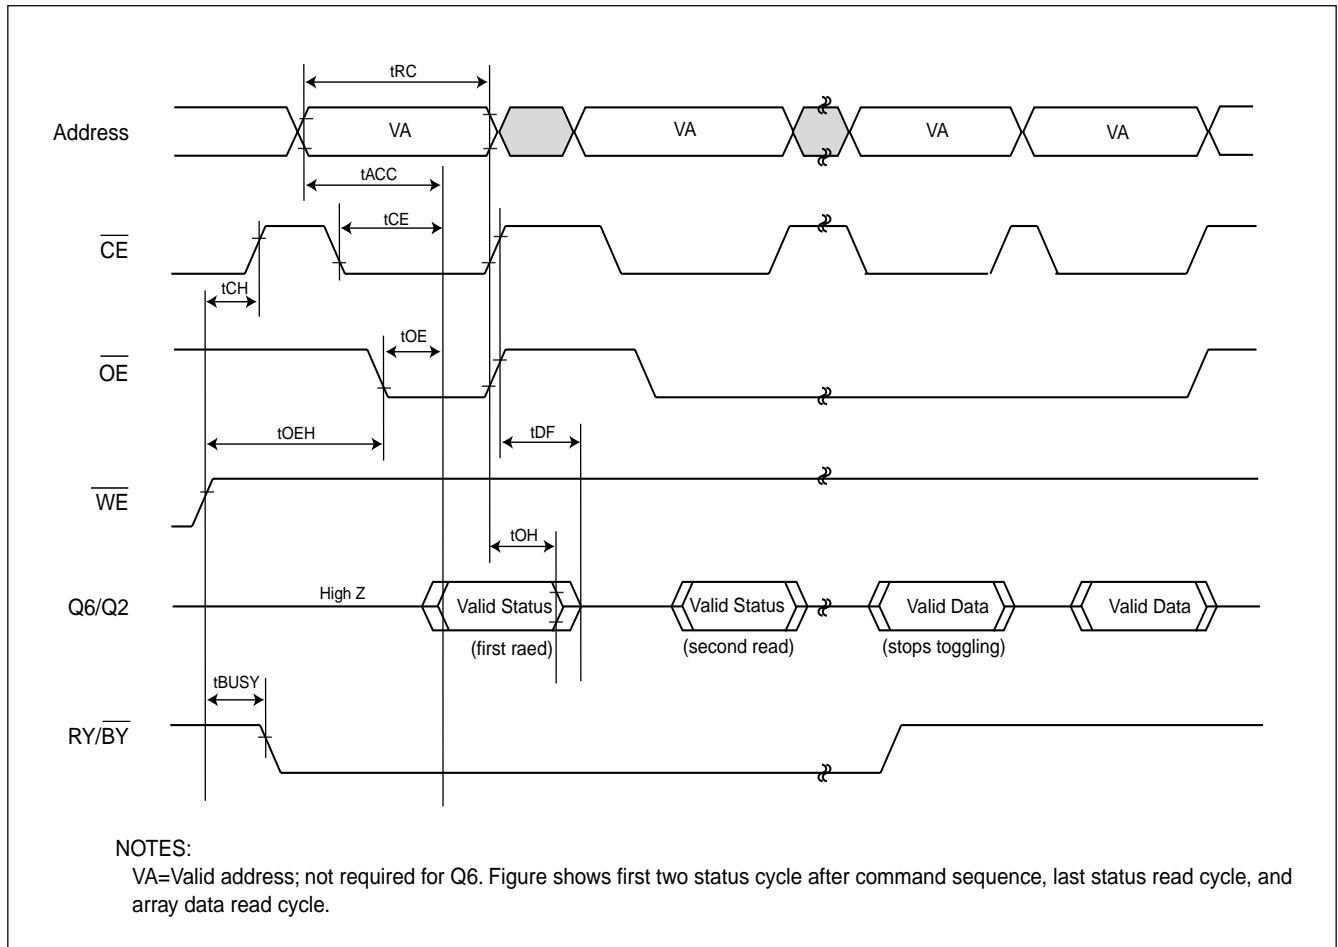 tRC
Address
VA
VA
VA
VA
tACC
tCE
CE
tCH
tOE
OE
tOEH
tDF
WE
tOH
Q6/Q2
High Z
Valid Status
Valid Status
Valid Data
Valid Data
(first raed)
(second read)
(stops toggling)
tBUSY
RY/BY
NOTES:
VA=Valid address; not required for Q6. Figure shows first two status cycle after command sequence, last status read cycle, and
array data read cycle.